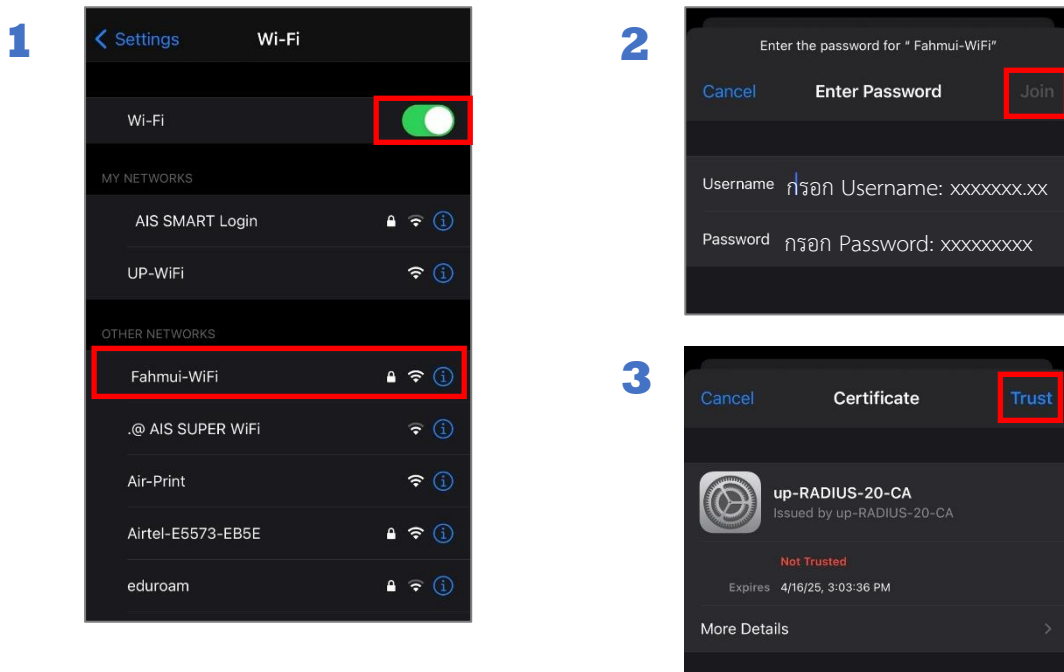 1
Settings
Wi-Fi
Wi-Fi
MY NETWORKS
AIS SMART Login
UP-WiFi
OTHER NETWORKS
Fahmui-WiFi
.@ AIS SUPER WiFi
Air-Print
Airtel-E5573-EB5E
eduroam
2
Enter the password for “ Fahmui-WiFi”
Cancel Enter Password Join
Username กรอก Username: xxxxxxx.xx
Password กรอก Password: xxxxxxxxx
3
Cancel Certificate Trust
up-RADIUS-20-CA
Issued by up-RADIUS-20-CA
Not Trusted
Expires 4/16/25, 3:03:36 PM
More Details